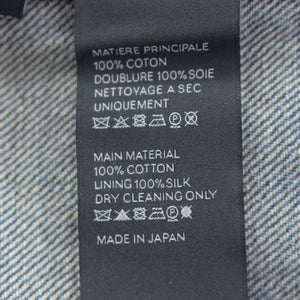 MATIERE PRINCIPALE
100% COTON
DOUBLURE 100% SOIE
NETTOYAGE A SEC
UNIQUEMENT
MAIN MATERIAL
100% COTTON
LINING 100% SILK
DRY CLEANING ONLY
MADE IN JAPAN